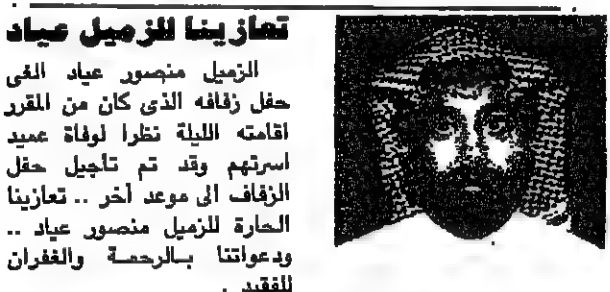 تعازينا للزميل عياد
الزميل منصور عياد الغى
حفل زفافه الذى كان من المقرر
اقامته الليلة نظرا لوفاة عميد
اسرتهم وقد تم تأجيل حفل
الزفاف الى موعد أخر .. تعازينا
الحارة للزميل منصور عياد ..
ودعواتنا بالرحمة والغفران
للفقيد .